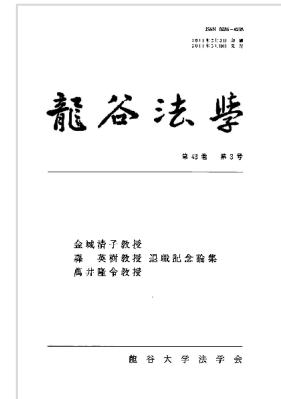 ISSN
龍谷法學
第43巻 第3号
金城清子教授
森 英樹教授 退職記念論集
萬井隆令教授
龍谷大学法学会